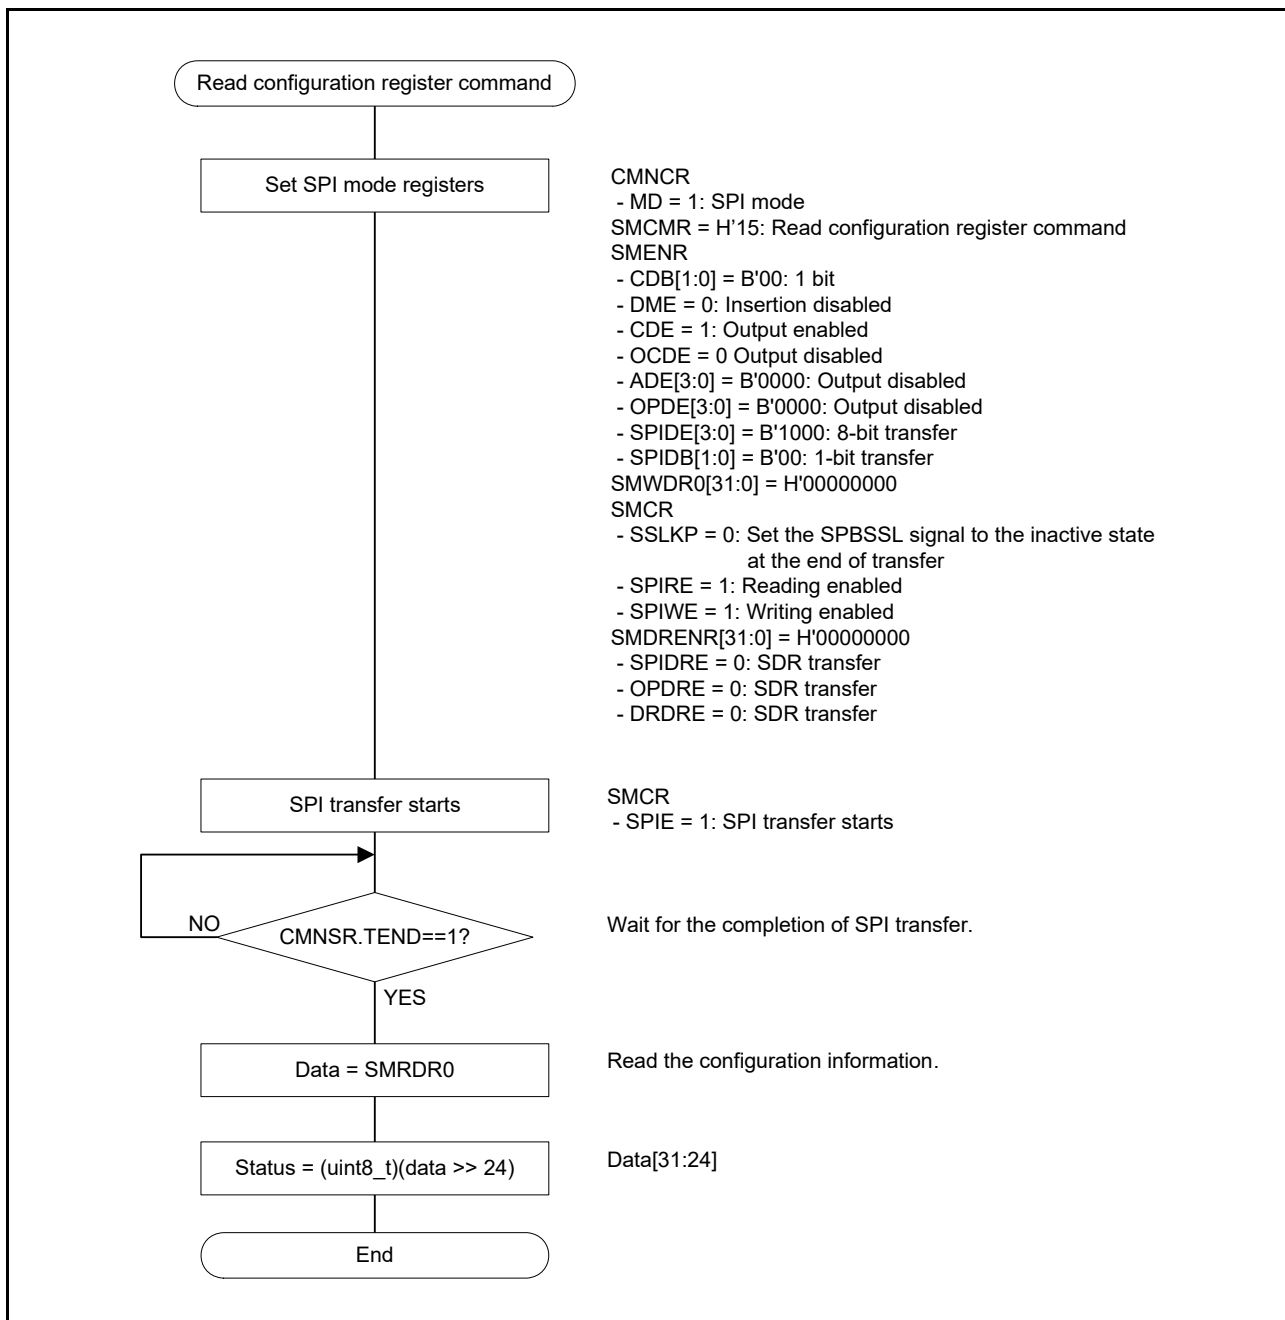 Read configuration register command
Set SPI mode registers
CMNCR
- MD = 1: SPI mode
SMCMR = H’15: Read configuration register command
SMENR
- CDB[1:0] = B'00: 1 bit
- DME = 0: Insertion disabled
- CDE = 1: Output enabled
- OCDE = 0 Output disabled
- ADE[3:0] = B'0000: Output disabled
- OPDE[3:0] = B'0000: Output disabled
- SPIDE[3:0] = B'1000: 8-bit transfer
- SPIDB[1:0] = B'00: 1-bit transfer
SMWDR0[31:0] = H'00000000
SMCR
- SSLKP = 0: Set the SPBSSL signal to the inactive state
at the end of transfer
- SPIRE = 1: Reading enabled
- SPIWE = 1: Writing enabled
SMDRENR[31:0] = H'00000000
- SPIDRE = 0: SDR transfer
- OPDRE = 0: SDR transfer
- DRDRE = 0: SDR transfer
SPI transfer starts
SMCR
- SPIE = 1: SPI transfer starts
NO
CMNSR.TEND==1?
Wait for the completion of SPI transfer.
YES
Data = SMRDR0
Read the configuration information.
Status = (uint8_t)(data >> 24)
Data[31:24]
End